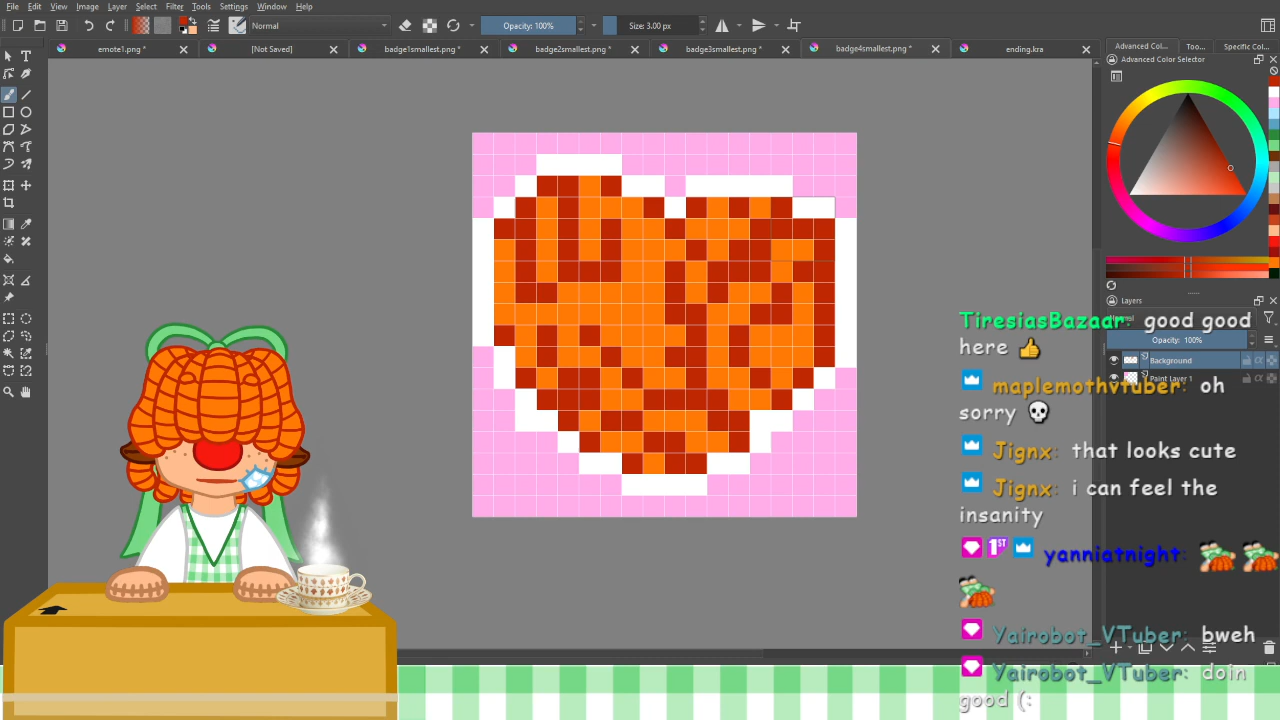 File Edit View Image Layer Select Filter Tools Settings Window Help
Normal Opacity: 100% Size: 3.00 px
emote1.png * [Not Saved] badge1smallest.png * badge2smallest.png * badge3smallest.png * badge4smallest.png * ending.kra
Advanced Col... Too... Specific Col...
Advanced Color Selector
Layers
Opacity: 100%
Background
Paint Layer 1
TiresiasBazaar: good good
here 👍
maplemothvtuber: oh
sorry 💀
Jignx: that looks cute
Jignx: i can feel the
insanity
1ST yanniatnight:
Yairobot_VTuber: bweh
Yairobot_VTuber: doin
good (: